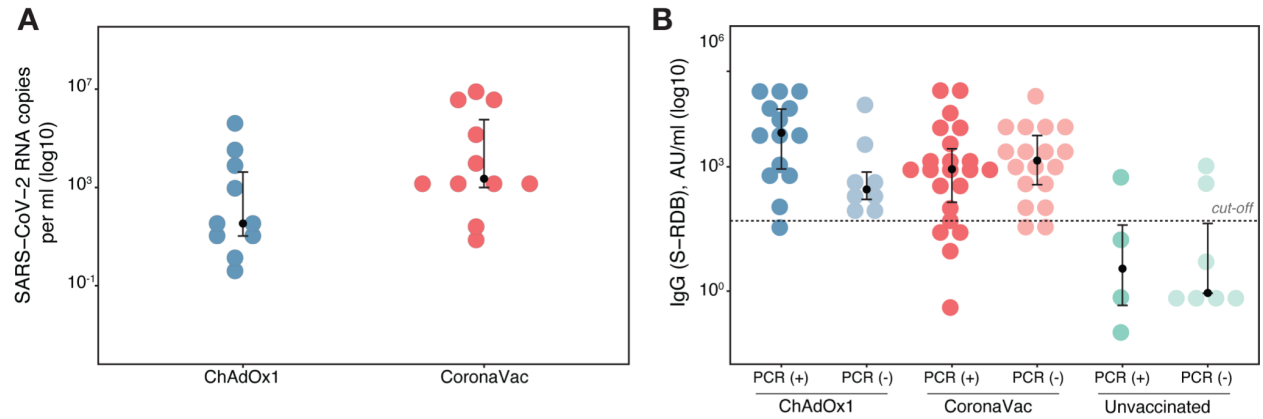 A
SARS−CoV−2 RNA copies
per ml (log10)
10^7
10^3
10^-1
ChAdOx1
CoronaVac
B
IgG (S−RDB), AU/ml (log10)
10^6
10^3
10^0
cut-off
PCR (+) PCR (-) PCR (+) PCR (-) PCR (+) PCR (-)
ChAdOx1 CoronaVac Unvaccinated